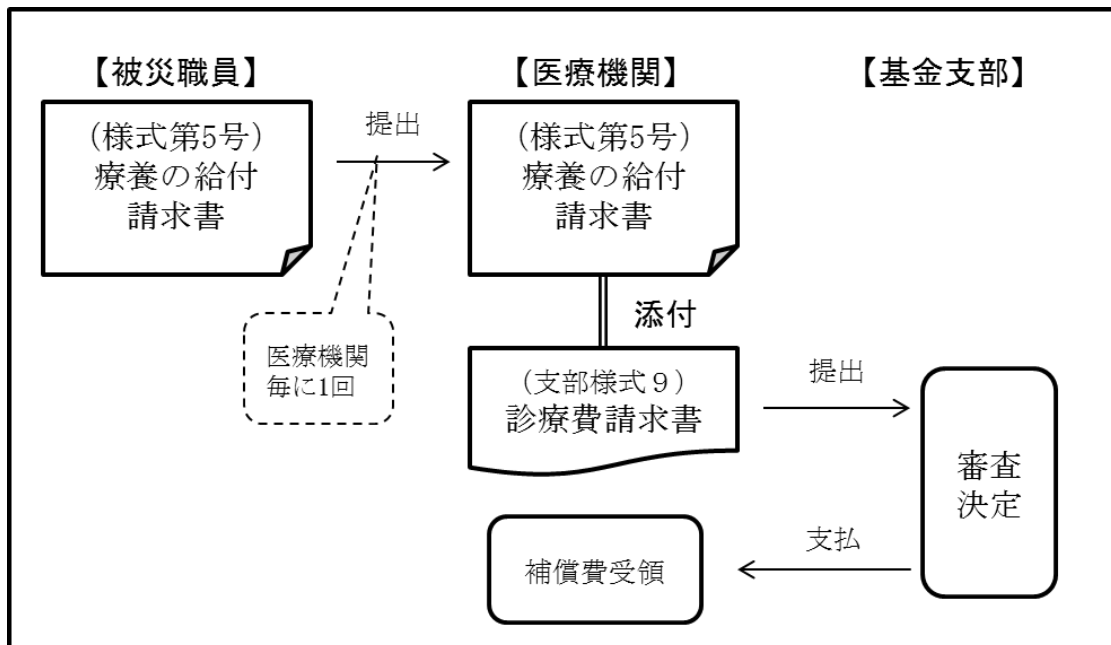 【被災職員】
【医療機関】
【基金支部】
（様式第5号）
療養の給付
請求書
提出
（様式第5号）
療養の給付
請求書
医療機関
毎に1回
添付
（支部様式９）
診療費請求書
提出
審査
決定
支払
補償費受領